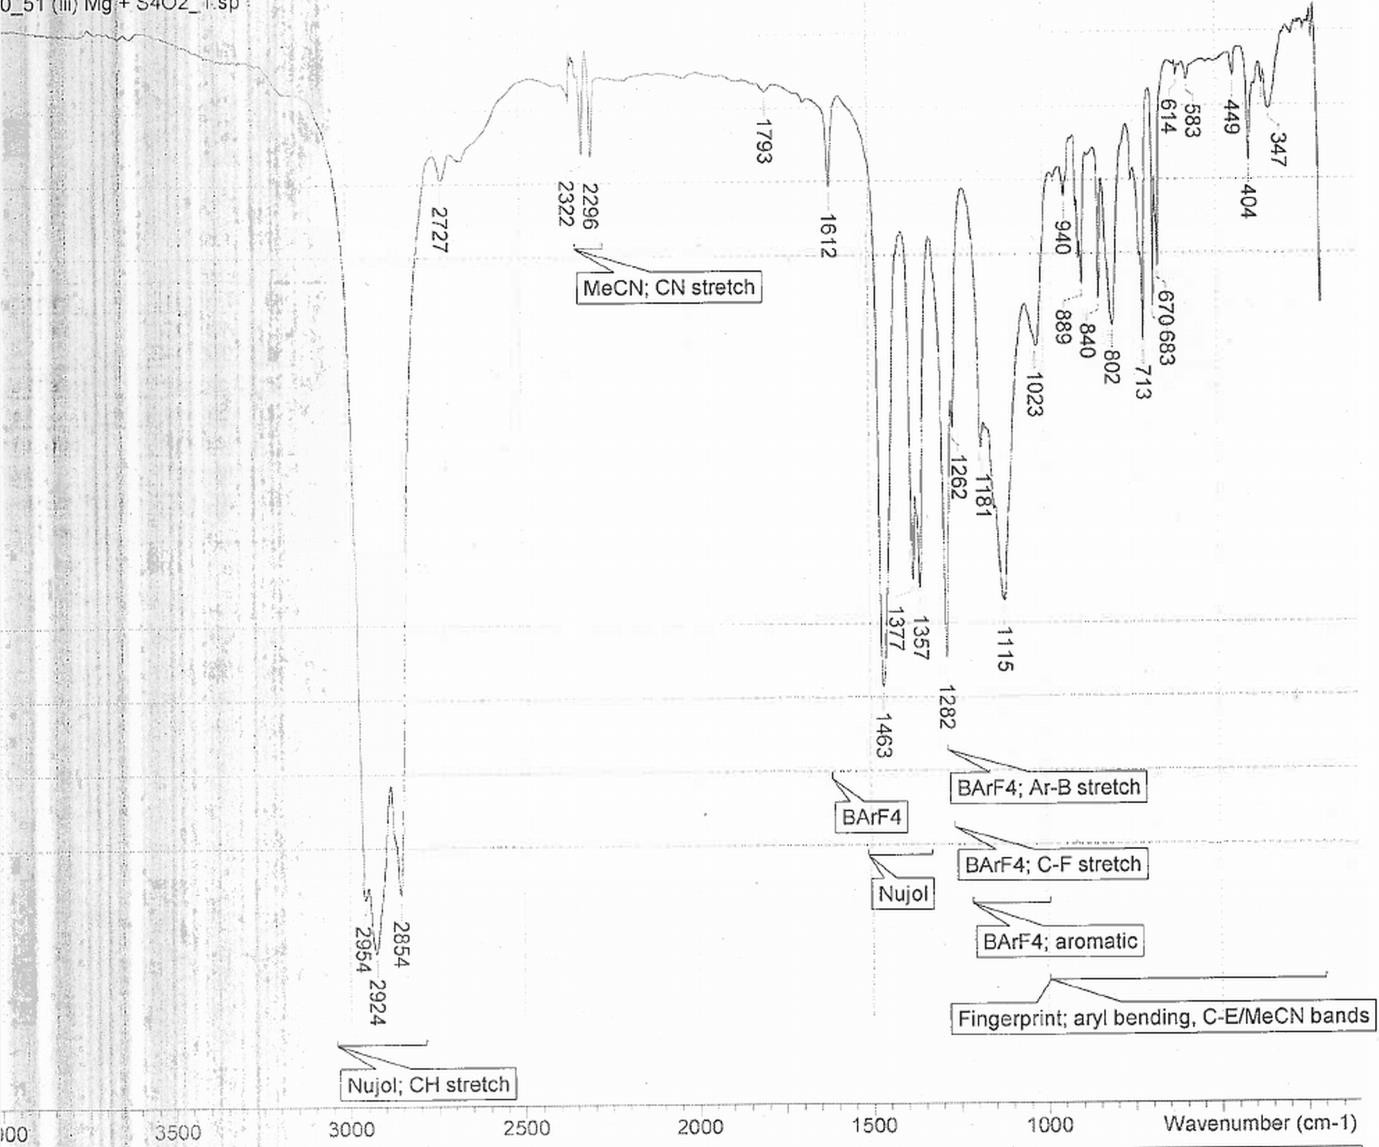 0_51 (iii) Mg + S4O2_1.sp
2727
2322
2296
MeCN; CN stretch
1793
1612
1463
1377
1357
1282
1262
1181
1115
1023
940
889
840
802
713
670
683
614
583
449
404
347
BArF4; Ar-B stretch
BArF4
BArF4; C-F stretch
Nujol
BArF4; aromatic
2954
2924
2854
Fingerprint; aryl bending, C-E/MeCN bands
Nujol; CH stretch
3500 3000 2500 2000 1500 1000 Wavenumber (cm-1)